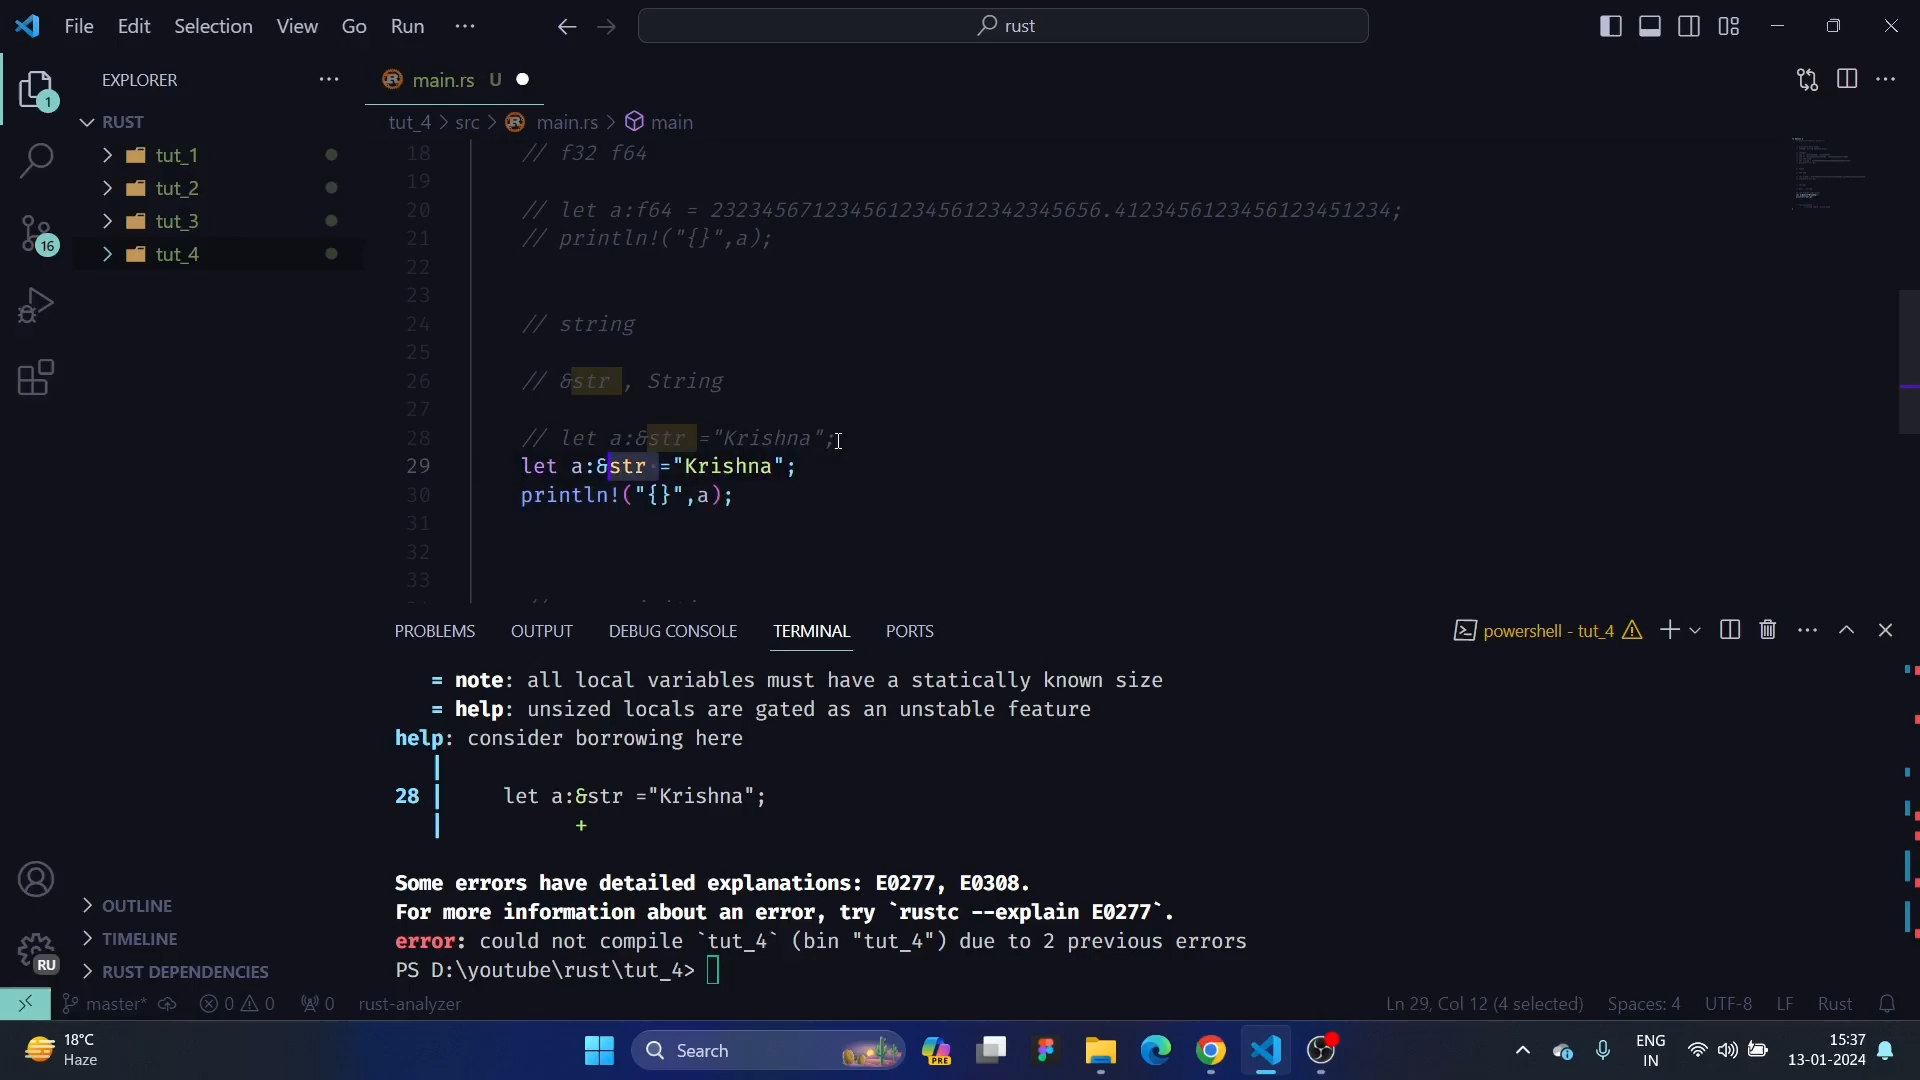 File Edit Selection View Go Run ··· rust
EXPLORER ···
main.rs U
RUST
tut_4 > src > main.rs > main
tut_1
tut_2
tut_3
tut_4
1
16
18 // f32 f64
19
20 // let a:f64 = 2323456712345612345612342345656.4123456123456123451234;
21 // println!("{}",a);
22
23
24 // string
25
26 // &str , String
27
28 // let a:&str ="Krishna";
29 let a:&str ="Krishna";
30 println!("{}",a);
31
32
33
PROBLEMS OUTPUT DEBUG CONSOLE TERMINAL PORTS powershell - tut_4
= note: all local variables must have a statically known size
= help: unsized locals are gated as an unstable feature
help: consider borrowing here
|
28 | let a:&str ="Krishna";
| +
Some errors have detailed explanations: E0277, E0308.
For more information about an error, try `rustc --explain E0277`.
error: could not compile `tut_4` (bin "tut_4") due to 2 previous errors
PS D:\youtube\rust\tut_4>
OUTLINE
TIMELINE
RUST DEPENDENCIES
RU
master* 0 0 0 rust-analyzer Ln 29, Col 12 (4 selected) Spaces: 4 UTF-8 LF Rust
18°C
Haze
Search
PRE
ENG
IN
15:37
13-01-2024